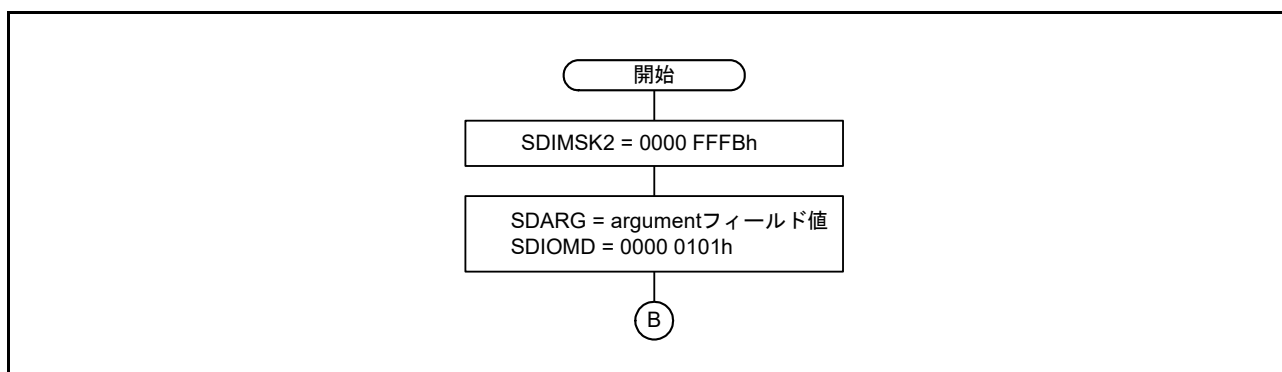 開始
SDIMSK2 = 0000 FFFBh
SDARG = argumentフィールド値
SDIOMD = 0000 0101h
B